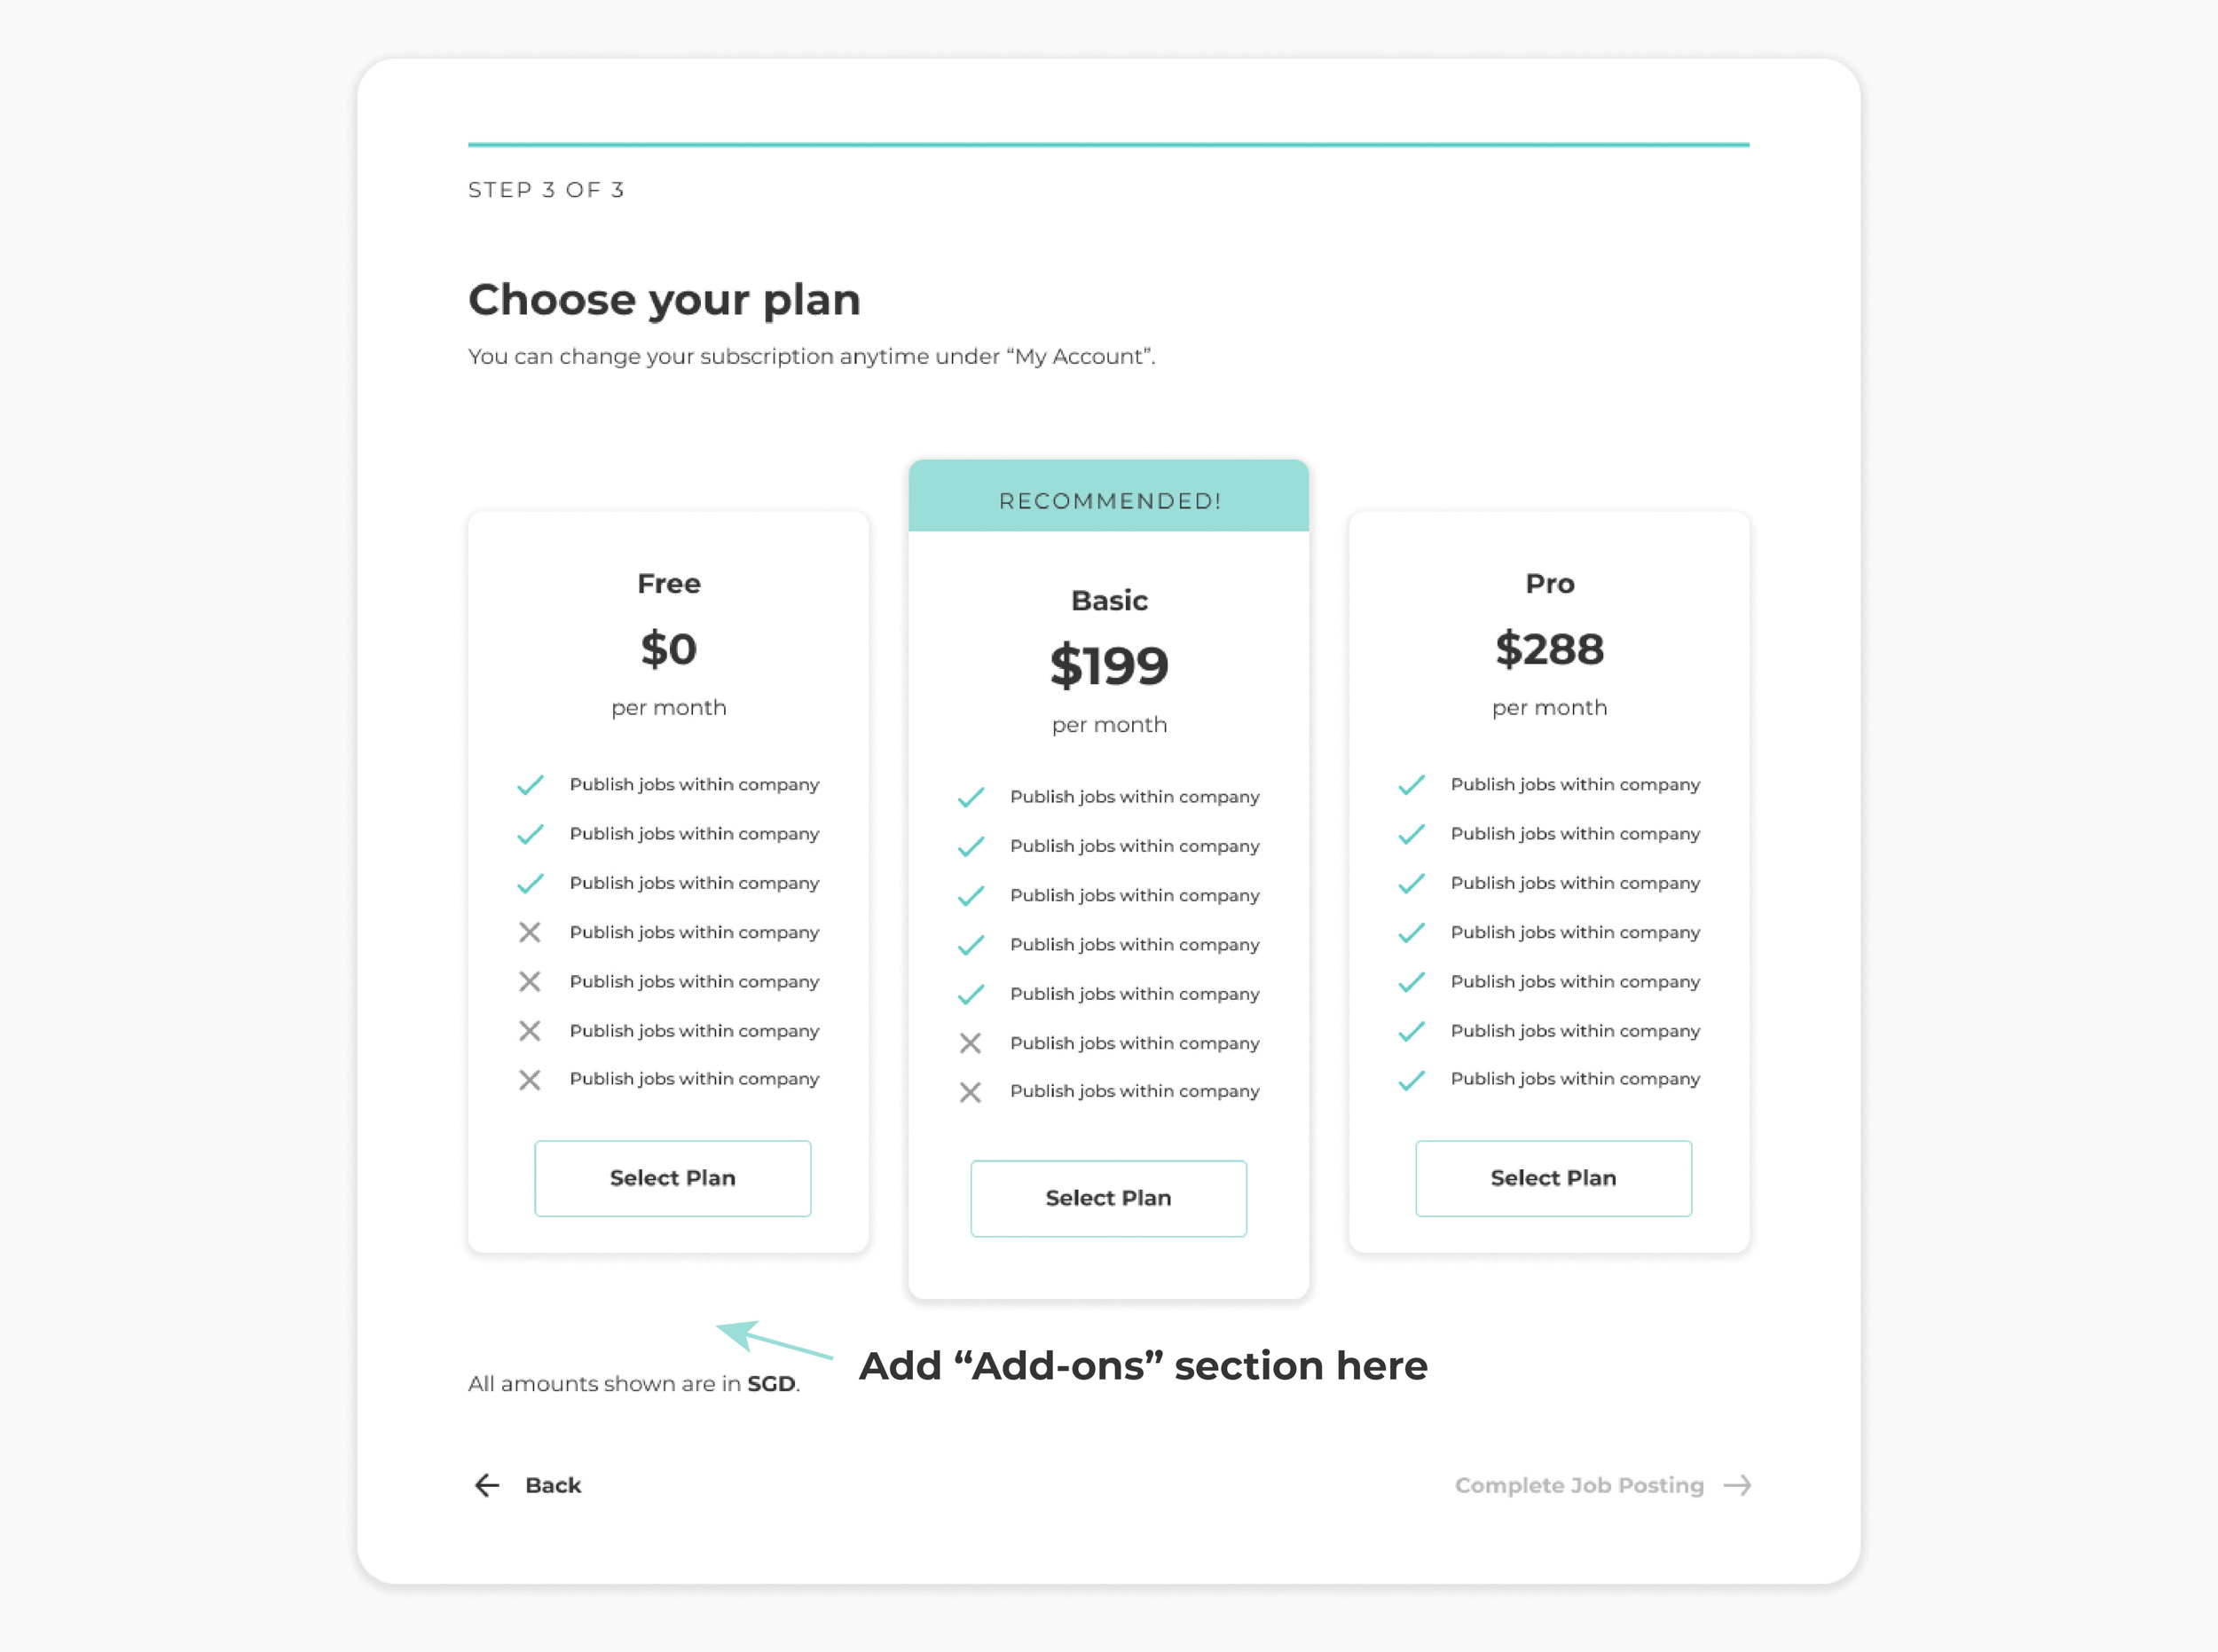 STEP 3 OF 3
Choose your plan
You can change your subscription anytime under “My Account”.
Free
$0
per month
Publish jobs within company
Publish jobs within company
Publish jobs within company
Publish jobs within company
Publish jobs within company
Publish jobs within company
Publish jobs within company
Select Plan
RECOMMENDED!
Basic
$199
per month
Publish jobs within company
Publish jobs within company
Publish jobs within company
Publish jobs within company
Publish jobs within company
Publish jobs within company
Publish jobs within company
Select Plan
Pro
$288
per month
Publish jobs within company
Publish jobs within company
Publish jobs within company
Publish jobs within company
Publish jobs within company
Publish jobs within company
Publish jobs within company
Select Plan
Add “Add-ons” section here
All amounts shown are in SGD.
Back
Complete Job Posting